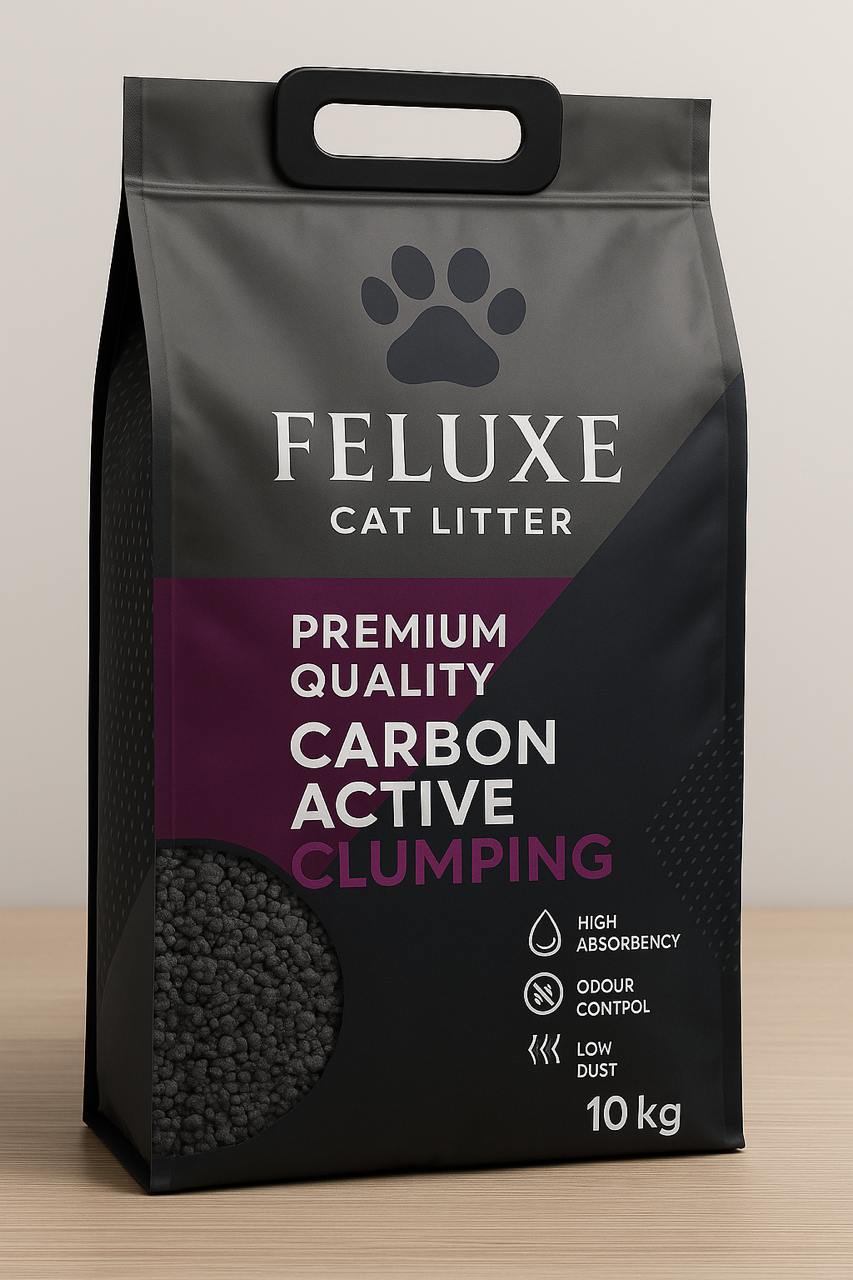 FELUXE
CAT LITTER
PREMIUM
QUALITY
CARBON
ACTIVE
CLUMPING
HIGH
ABSORBENCY
ODOUR
CONTPOL
LOW
DUST
10 kg